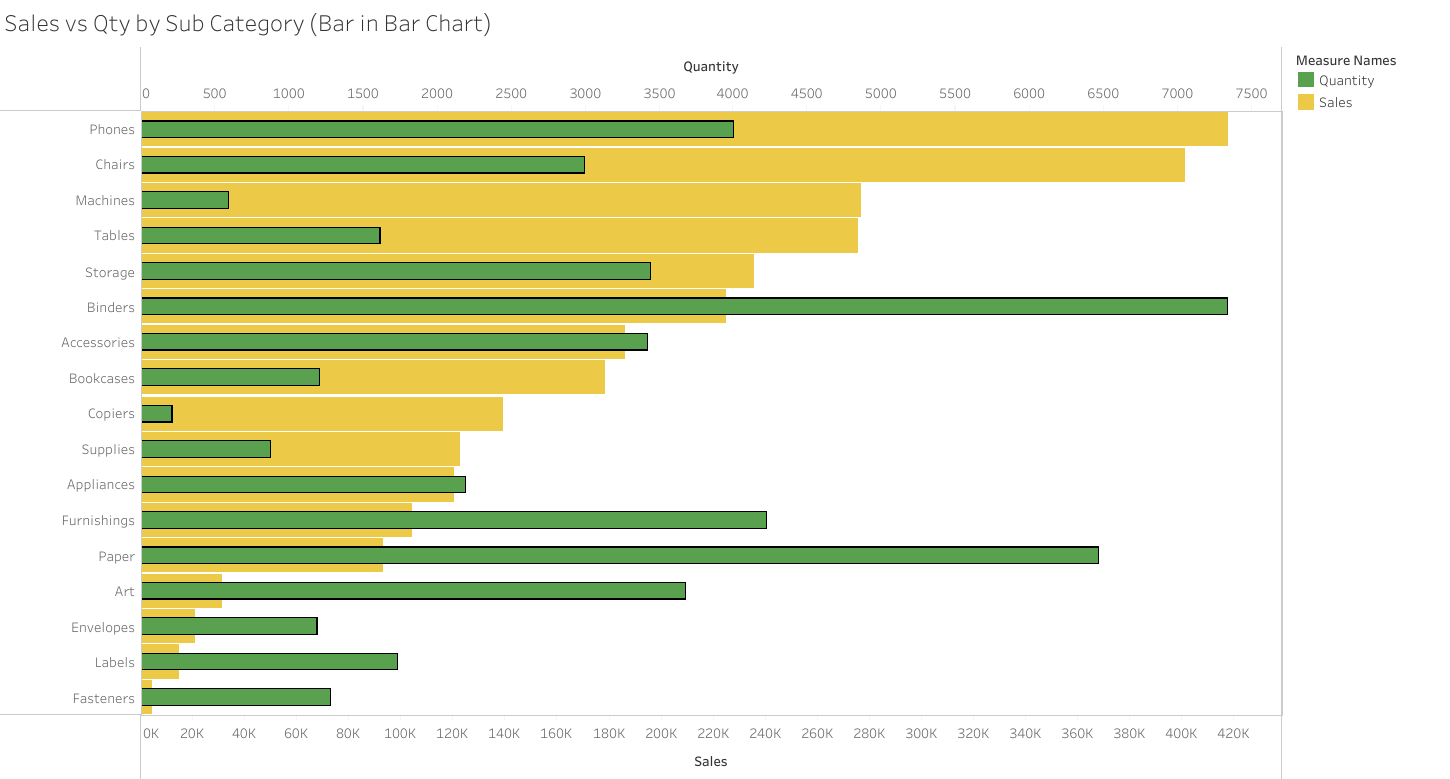 Sales vs Qty by Sub Category (Bar in Bar Chart)
Quantity
0 500 1000 1500 2000 2500 3000 3500 4000 4500 5000 5500 6000 6500 7000 7500
Measure Names
Quantity
Sales
Phones
Chairs
Machines
Tables
Storage
Binders
Accessories
Bookcases
Copiers
Supplies
Appliances
Furnishings
Paper
Art
Envelopes
Labels
Fasteners
0K 20K 40K 60K 80K 100K 120K 140K 160K 180K 200K 220K 240K 260K 280K 300K 320K 340K 360K 380K 400K 420K
Sales